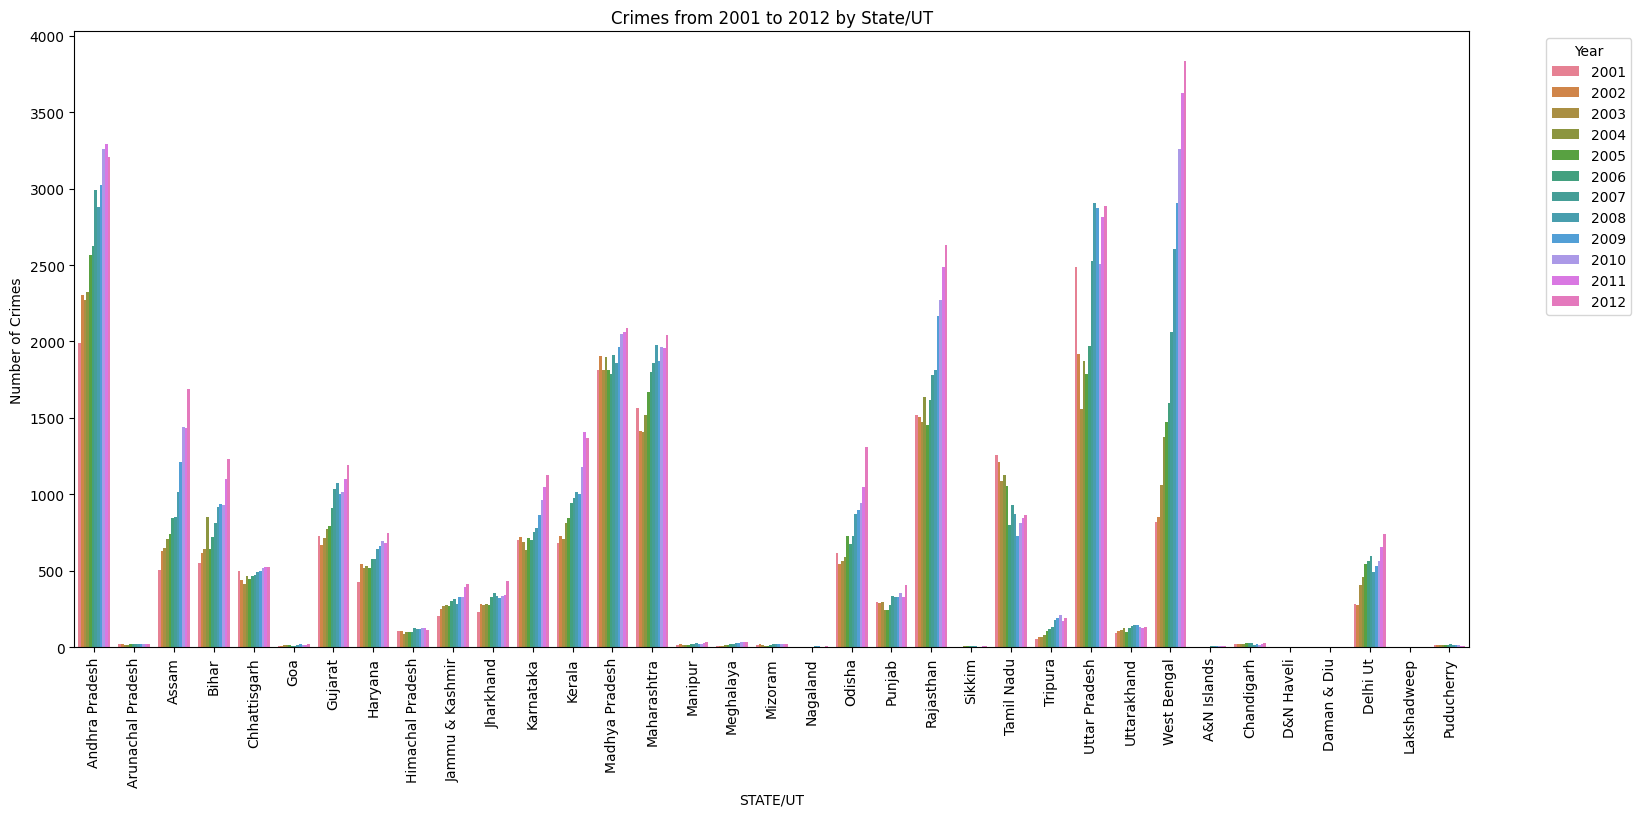 Crimes from 2001 to 2012 by State/UT
Number of Crimes
4000
3500
3000
2500
2000
1500
1000
500
0
Andhra Pradesh
Arunachal Pradesh
Assam
Bihar
Chhattisgarh
Goa
Gujarat
Haryana
Himachal Pradesh
Jammu & Kashmir
Jharkhand
Karnataka
Kerala
Madhya Pradesh
Maharashtra
Manipur
Meghalaya
Mizoram
Nagaland
Odisha
Punjab
Rajasthan
Sikkim
Tamil Nadu
Tripura
Uttar Pradesh
Uttarakhand
West Bengal
A&N Islands
Chandigarh
D&N Haveli
Daman & Diu
Delhi Ut
Lakshadweep
Puducherry
STATE/UT
Year
2001
2002
2003
2004
2005
2006
2007
2008
2009
2010
2011
2012